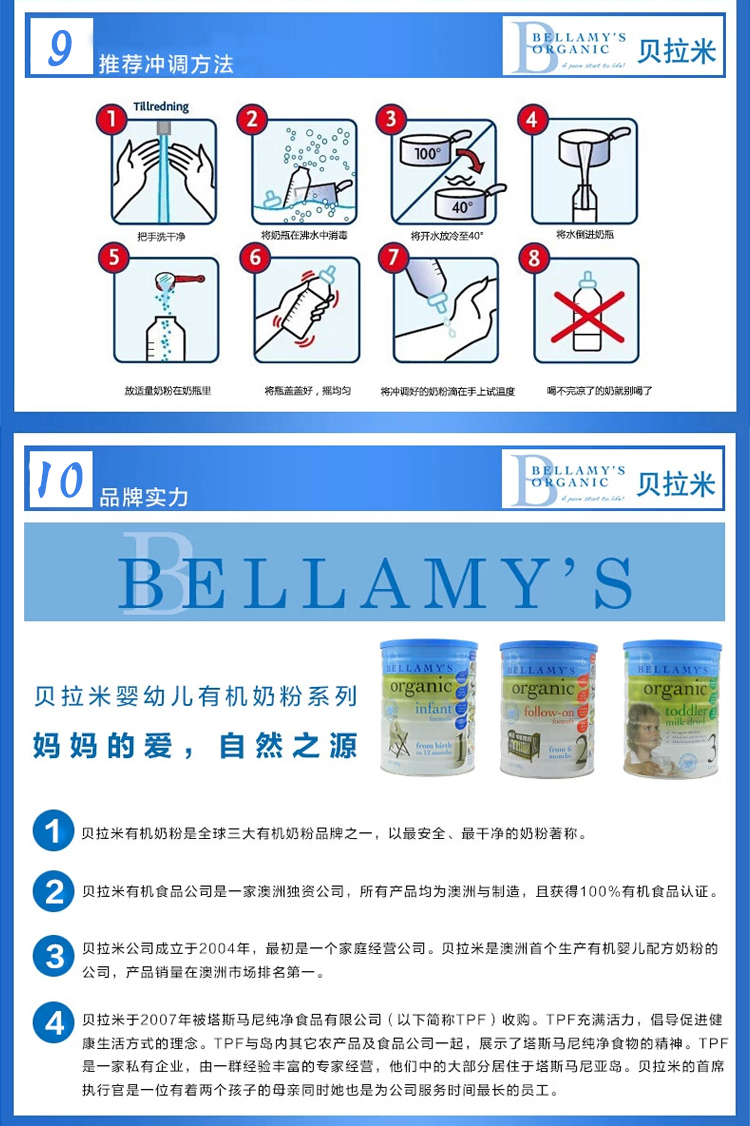 9
推荐冲调方法
BELLAMY'S
ORGANIC
A pure start to life!
贝拉米
Tillredning
1
2
3
4
100°
40°
把手洗干净
将奶瓶在沸水中消毒
将开水放冷至40°
将水倒进奶瓶
5
6
7
8
放适量奶粉在奶瓶里
将瓶盖盖好，摇均匀
将冲调好的奶粉滴在手上试温度
喝不完凉了的奶就别喝了
10
品牌实力
BELLAMY'S
ORGANIC
A pure start to life!
贝拉米
BELLAMY'S
贝拉米婴幼儿有机奶粉系列
妈妈的爱，自然之源
BELLAMY'S
organic
infant
formula
from birth
to 12 months
1
BELLAMY'S
organic
follow-on
formula
from 6
months
2
BELLAMY'S
organic
toddler
milk drink
3
1
贝拉米有机奶粉是全球三大有机奶粉品牌之一，以最安全、最干净的奶粉著称。
2
贝拉米有机食品公司是一家澳洲独资公司，所有产品均为澳洲与制造，且获得100%有机食品认证。
3
贝拉米公司成立于2004年，最初是一个家庭经营公司。贝拉米是澳洲首个生产有机婴儿配方奶粉的
公司，产品销量在澳洲市场排名第一。
4
贝拉米于2007年被塔斯马尼纯净食品有限公司（以下简称TPF）收购。TPF充满活力，倡导促进健
康生活方式的理念。TPF与岛内其它农产品及食品公司一起，展示了塔斯马尼纯净食物的精神。TPF
是一家私有企业，由一群经验丰富的专家经营，他们中的大部分居住于塔斯马尼亚岛。贝拉米的首席
执行官是一位有着两个孩子的母亲同时她也是为公司服务时间最长的员工。